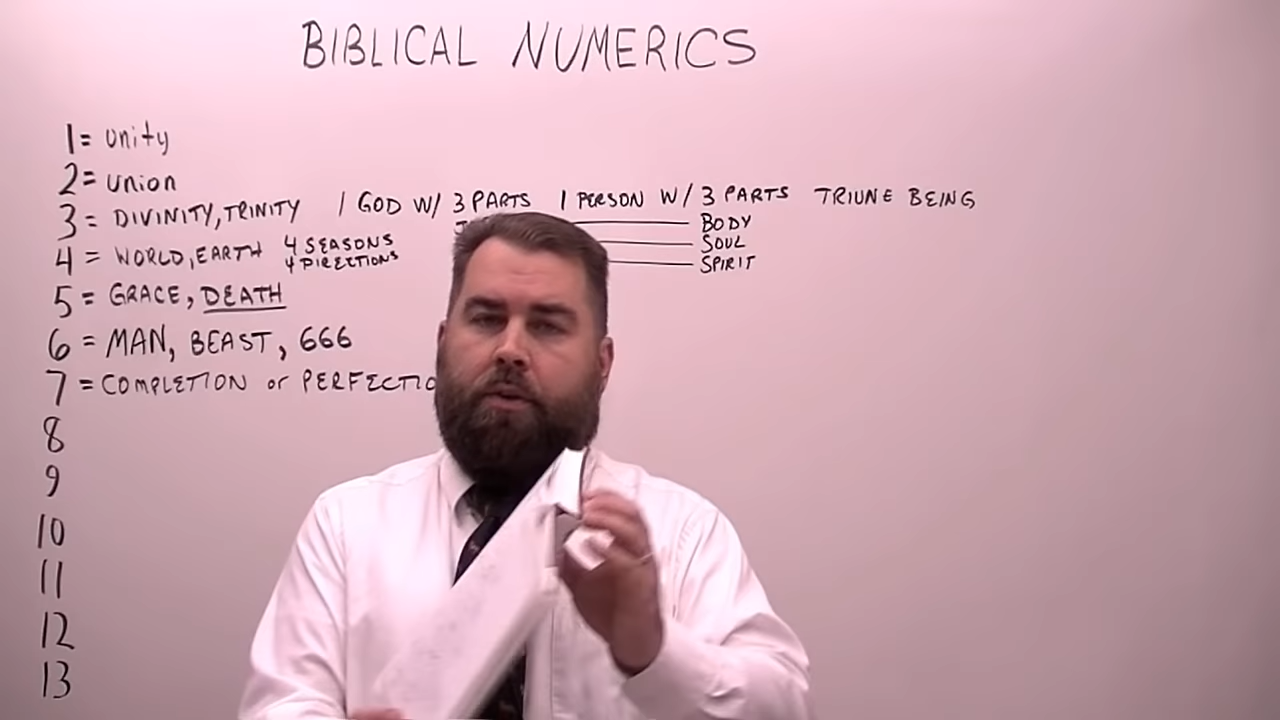 BIBLICAL NUMERICS
1 = unity
2 = union
3 = DIVINITY, TRINITY 1 GOD W/ 3 PARTS 1 PERSON W/ 3 PARTS TRIUNE BEING
BODY
SOUL
SPIRIT
4 = WORLD, EARTH 4 SEASONS
4 DIRECTIONS
5 = GRACE, DEATH
6 = MAN, BEAST, 666
7 = COMPLETION or PERFECTIO
8
9
10
11
12
13